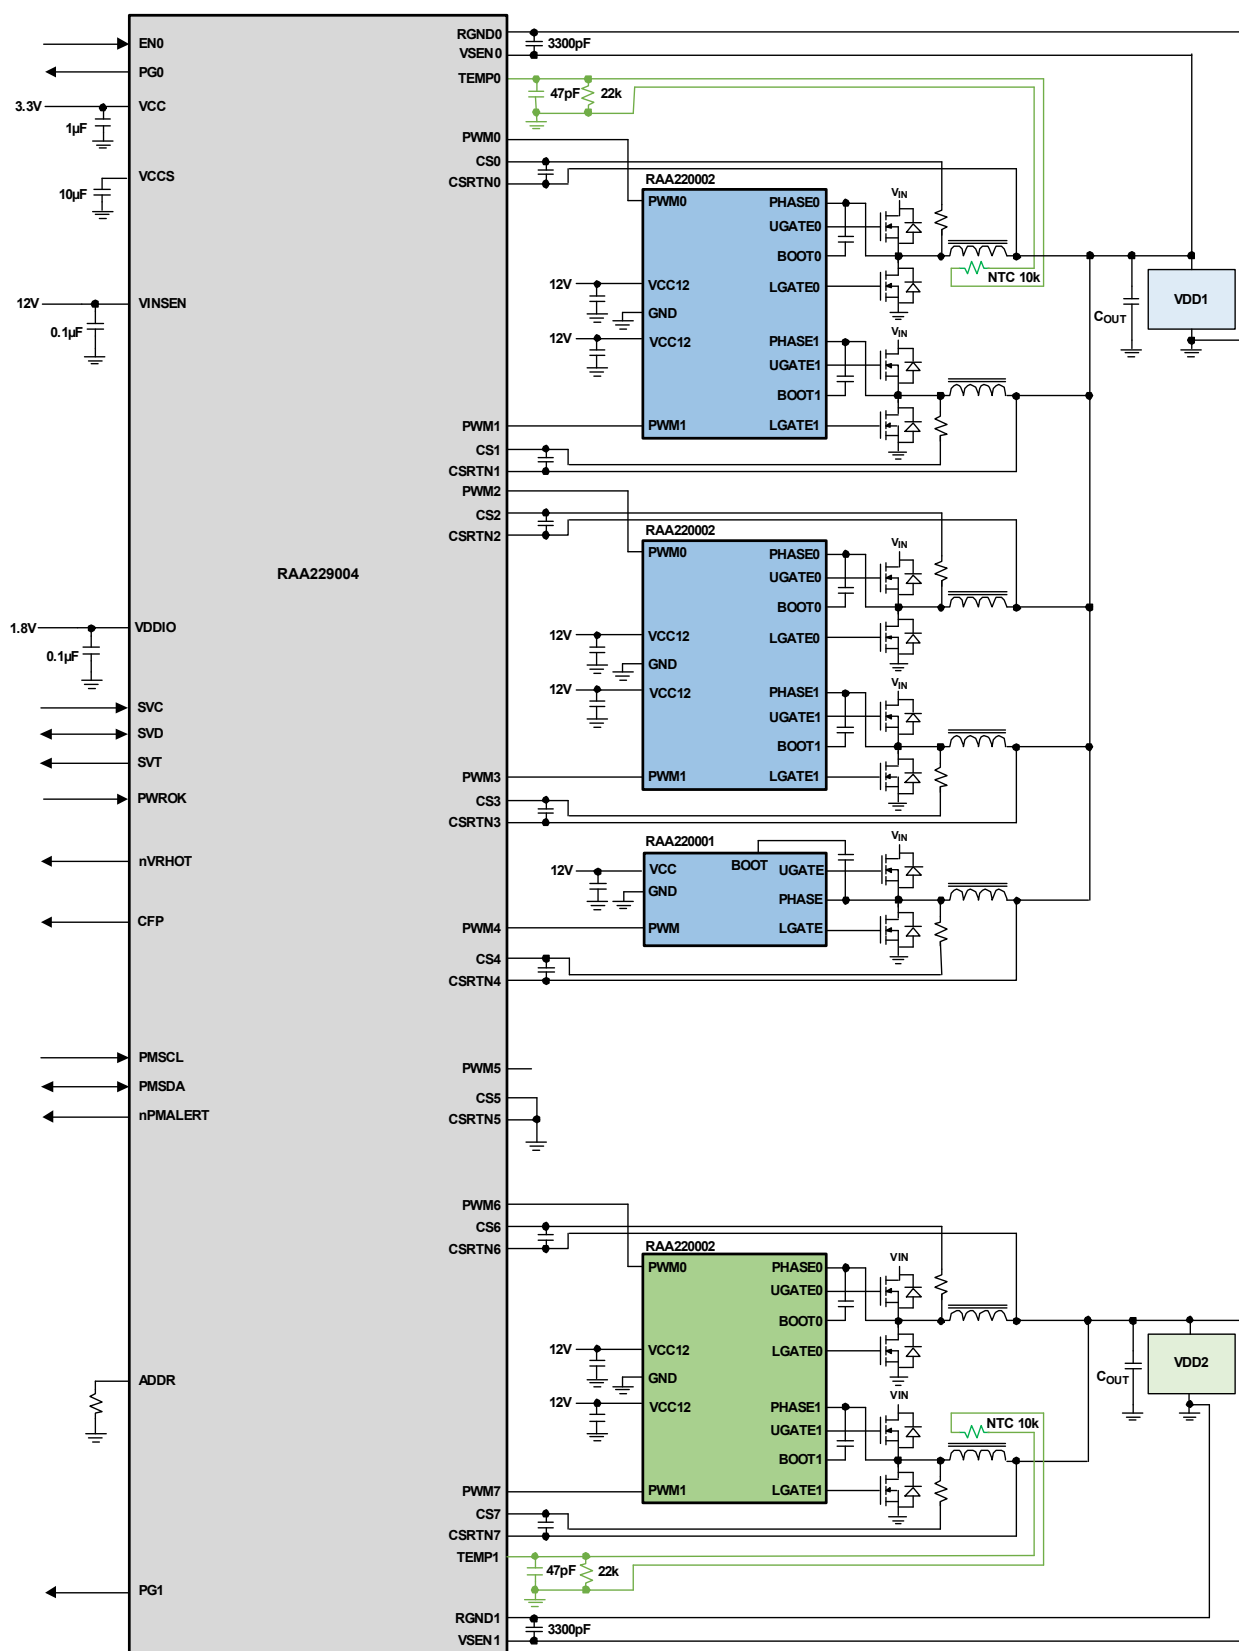 EN0
PG0
3.3V
VCC
1µF
VCCS
10µF
12V
VINSEN
0.1µF
RAA229004
1.8V
VDDIO
0.1µF
SVC
SVD
SVT
PWROK
nVRHOT
CFP
PMSCL
PMSDA
nPMALERT
ADDR
PG1
RGND0
3300pF
VSEN0
TEMP0
47pF
22k
PWM0
CS0
CSRTN0
PWM1
CS1
CSRTN1
PWM2
CS2
CSRTN2
PWM3
CS3
CSRTN3
PWM4
CS4
CSRTN4
PWM5
CS5
CSRTN5
PWM6
CS6
CSRTN6
PWM7
CS7
CSRTN7
TEMP1
47pF
22k
RGND1
3300pF
VSEN1
RAA220002
PWM0
PHASE0
UGATE0
BOOT0
12V
VCC12
LGATE0
GND
12V
VCC12
PHASE1
UGATE1
BOOT1
PWM1
LGATE1
VIN
VIN
NTC 10k
COUT
VDD1
RAA220002
PWM0
PHASE0
UGATE0
BOOT0
12V
VCC12
LGATE0
GND
12V
VCC12
PHASE1
UGATE1
BOOT1
PWM1
LGATE1
VIN
VIN
RAA220001
BOOT
12V
VCC
UGATE
GND
PHASE
PWM
LGATE
VIN
RAA220002
PWM0
PHASE0
UGATE0
BOOT0
12V
VCC12
LGATE0
GND
12V
VCC12
PHASE1
UGATE1
BOOT1
PWM1
LGATE1
VIN
VIN
NTC 10k
COUT
VDD2